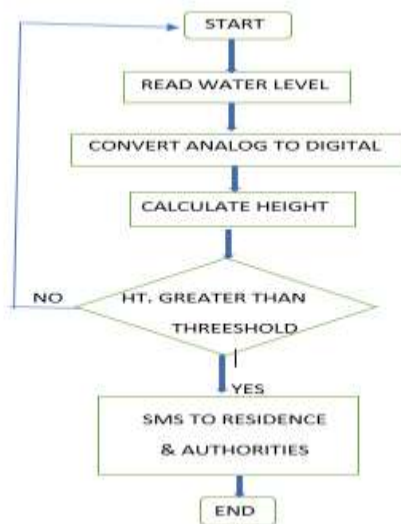 START
READ WATER LEVEL
CONVERT ANALOG TO DIGITAL
CALCULATE HEIGHT
NO
HT. GREATER THAN
THREESHOLD
YES
SMS TO RESIDENCE
& AUTHORITIES
END